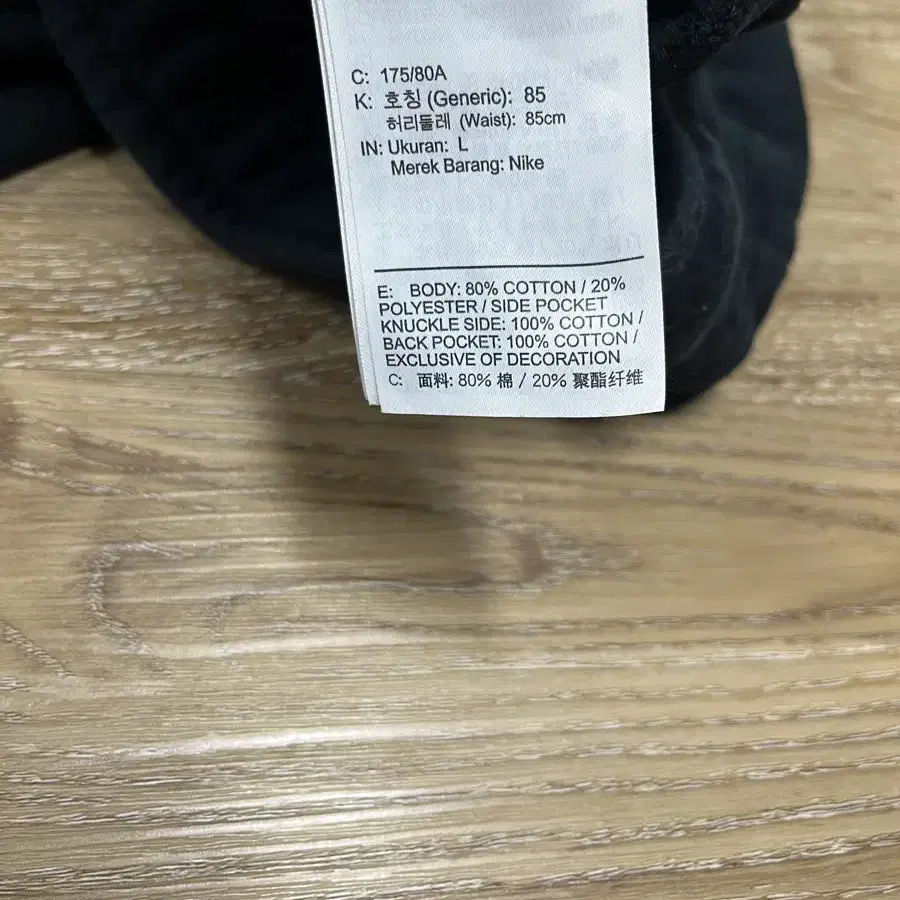 C: 175/80A
K: 호칭 (Generic): 85
허리둘레 (Waist): 85cm
IN: Ukuran: L
Merek Barang: Nike
E: BODY: 80% COTTON / 20%
POLYESTER / SIDE POCKET
KNUCKLE SIDE: 100% COTTON /
BACK POCKET: 100% COTTON /
EXCLUSIVE OF DECORATION
C: 面料: 80% 棉 / 20% 聚酯纤维